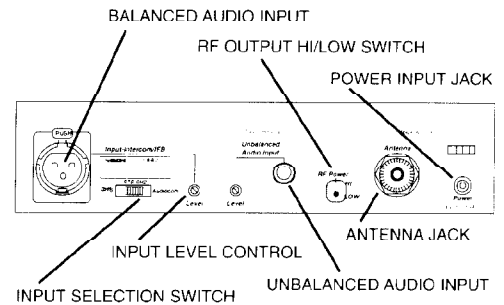 BALANCED AUDIO INPUT
RF OUTPUT HI/LOW SWITCH
POWER INPUT JACK
PUSH
Input-Intercom/IFB
Unbalanced
Audio Input
Antenna
RF Power
LOW
Audiocom
Level
Level
Power
INPUT LEVEL CONTROL
ANTENNA JACK
INPUT SELECTION SWITCH
UNBALANCED AUDIO INPUT